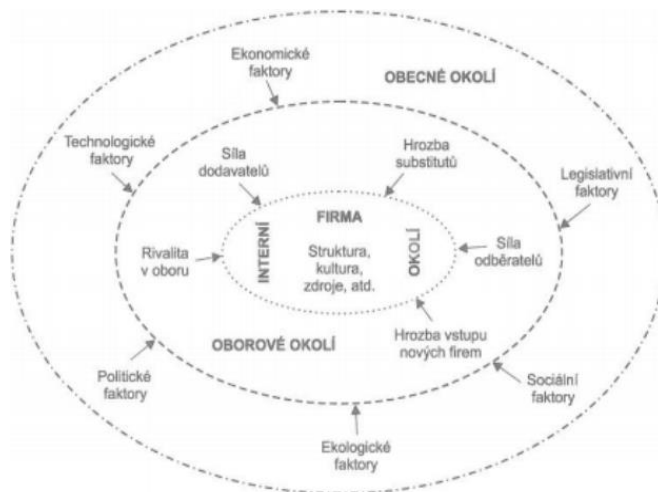 Ekonomické
faktory
OBECNÉ OKOLÍ
Technologické
faktory
Síla
dodavatelů
Hrozba
substitutů
Legislativní
faktory
FIRMA
INTERNÍ
OKOLÍ
Struktura,
kultura,
zdroje, atd.
Rivalita
v oboru
Síla
odběratelů
OBOROVÉ OKOLÍ
Hrozba vstupu
nových firem
Politické
faktory
Sociální
faktory
Ekologické
faktory